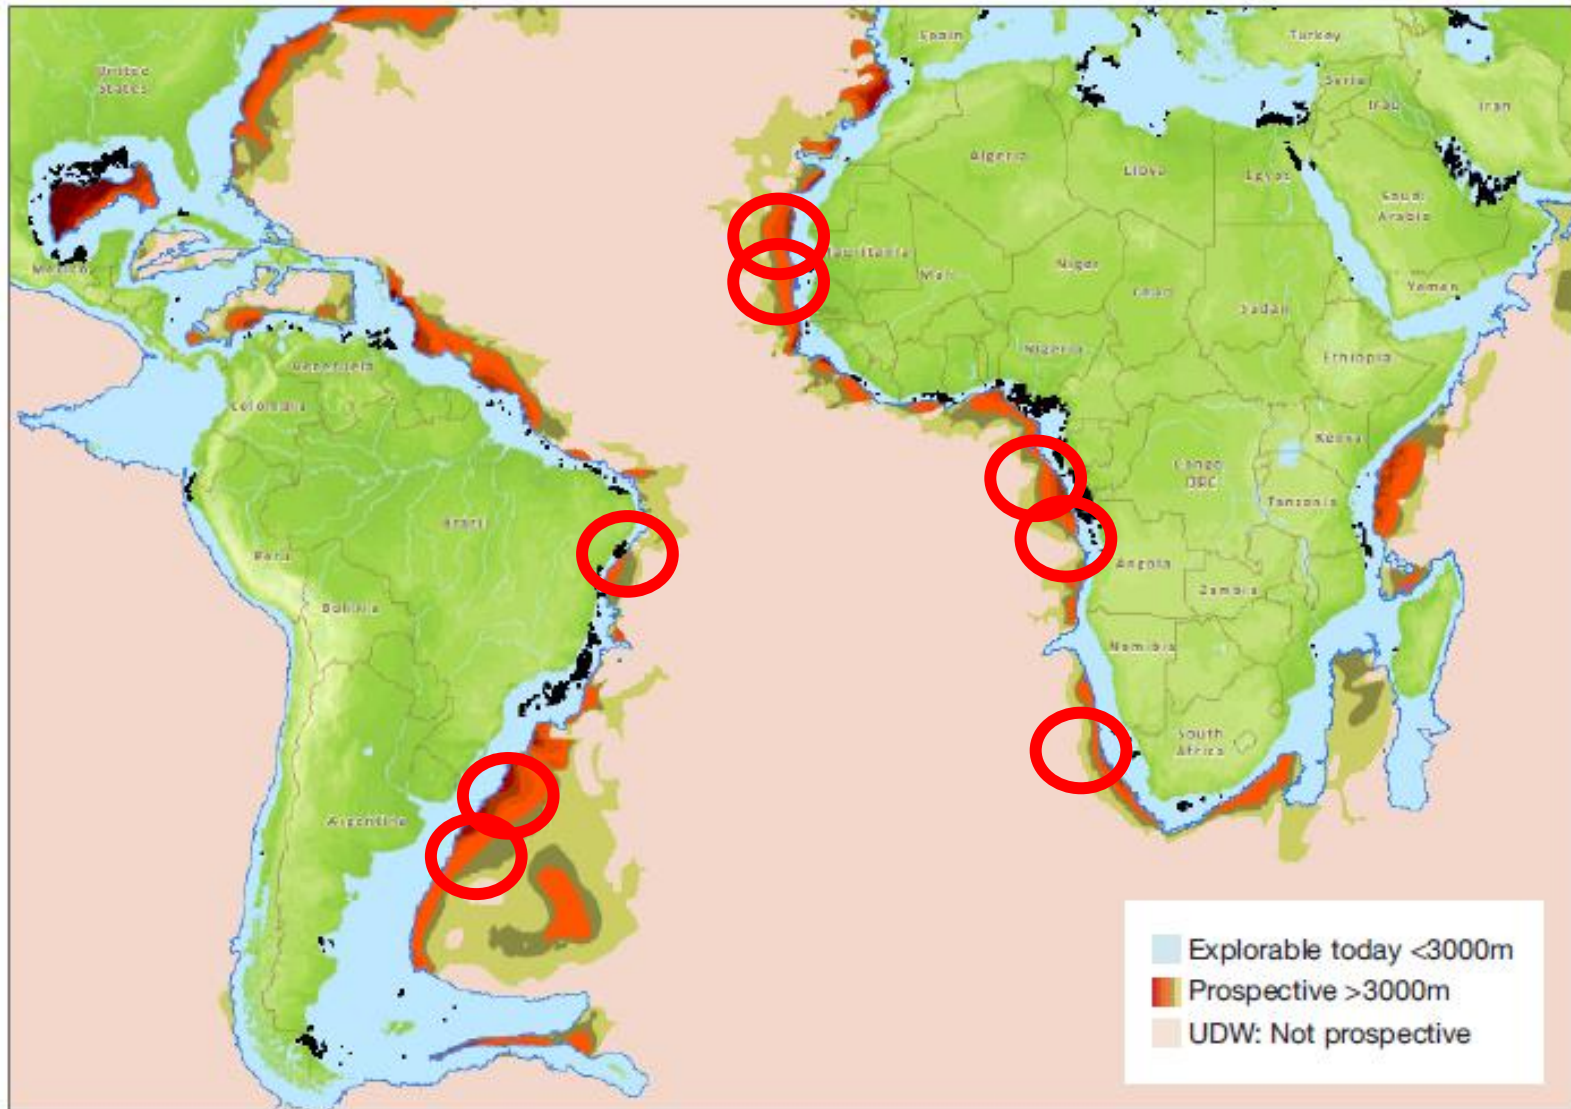 United
States
Spain
Turkey
Syria
Iraq
Iran
Algeria
Libya
Egypt
Saudi
Arabia
Mexico
Mauritania
Mali
Niger
Chad
Sudan
Yemen
Nigeria
Ethiopia
Venezuela
Colombia
Kenya
Congo
DRC
Tanzania
Brazil
Peru
Angola
Zambia
Bolivia
Namibia
South
Africa
Argentina
Explorable today <3000m
Prospective >3000m
UDW: Not prospective